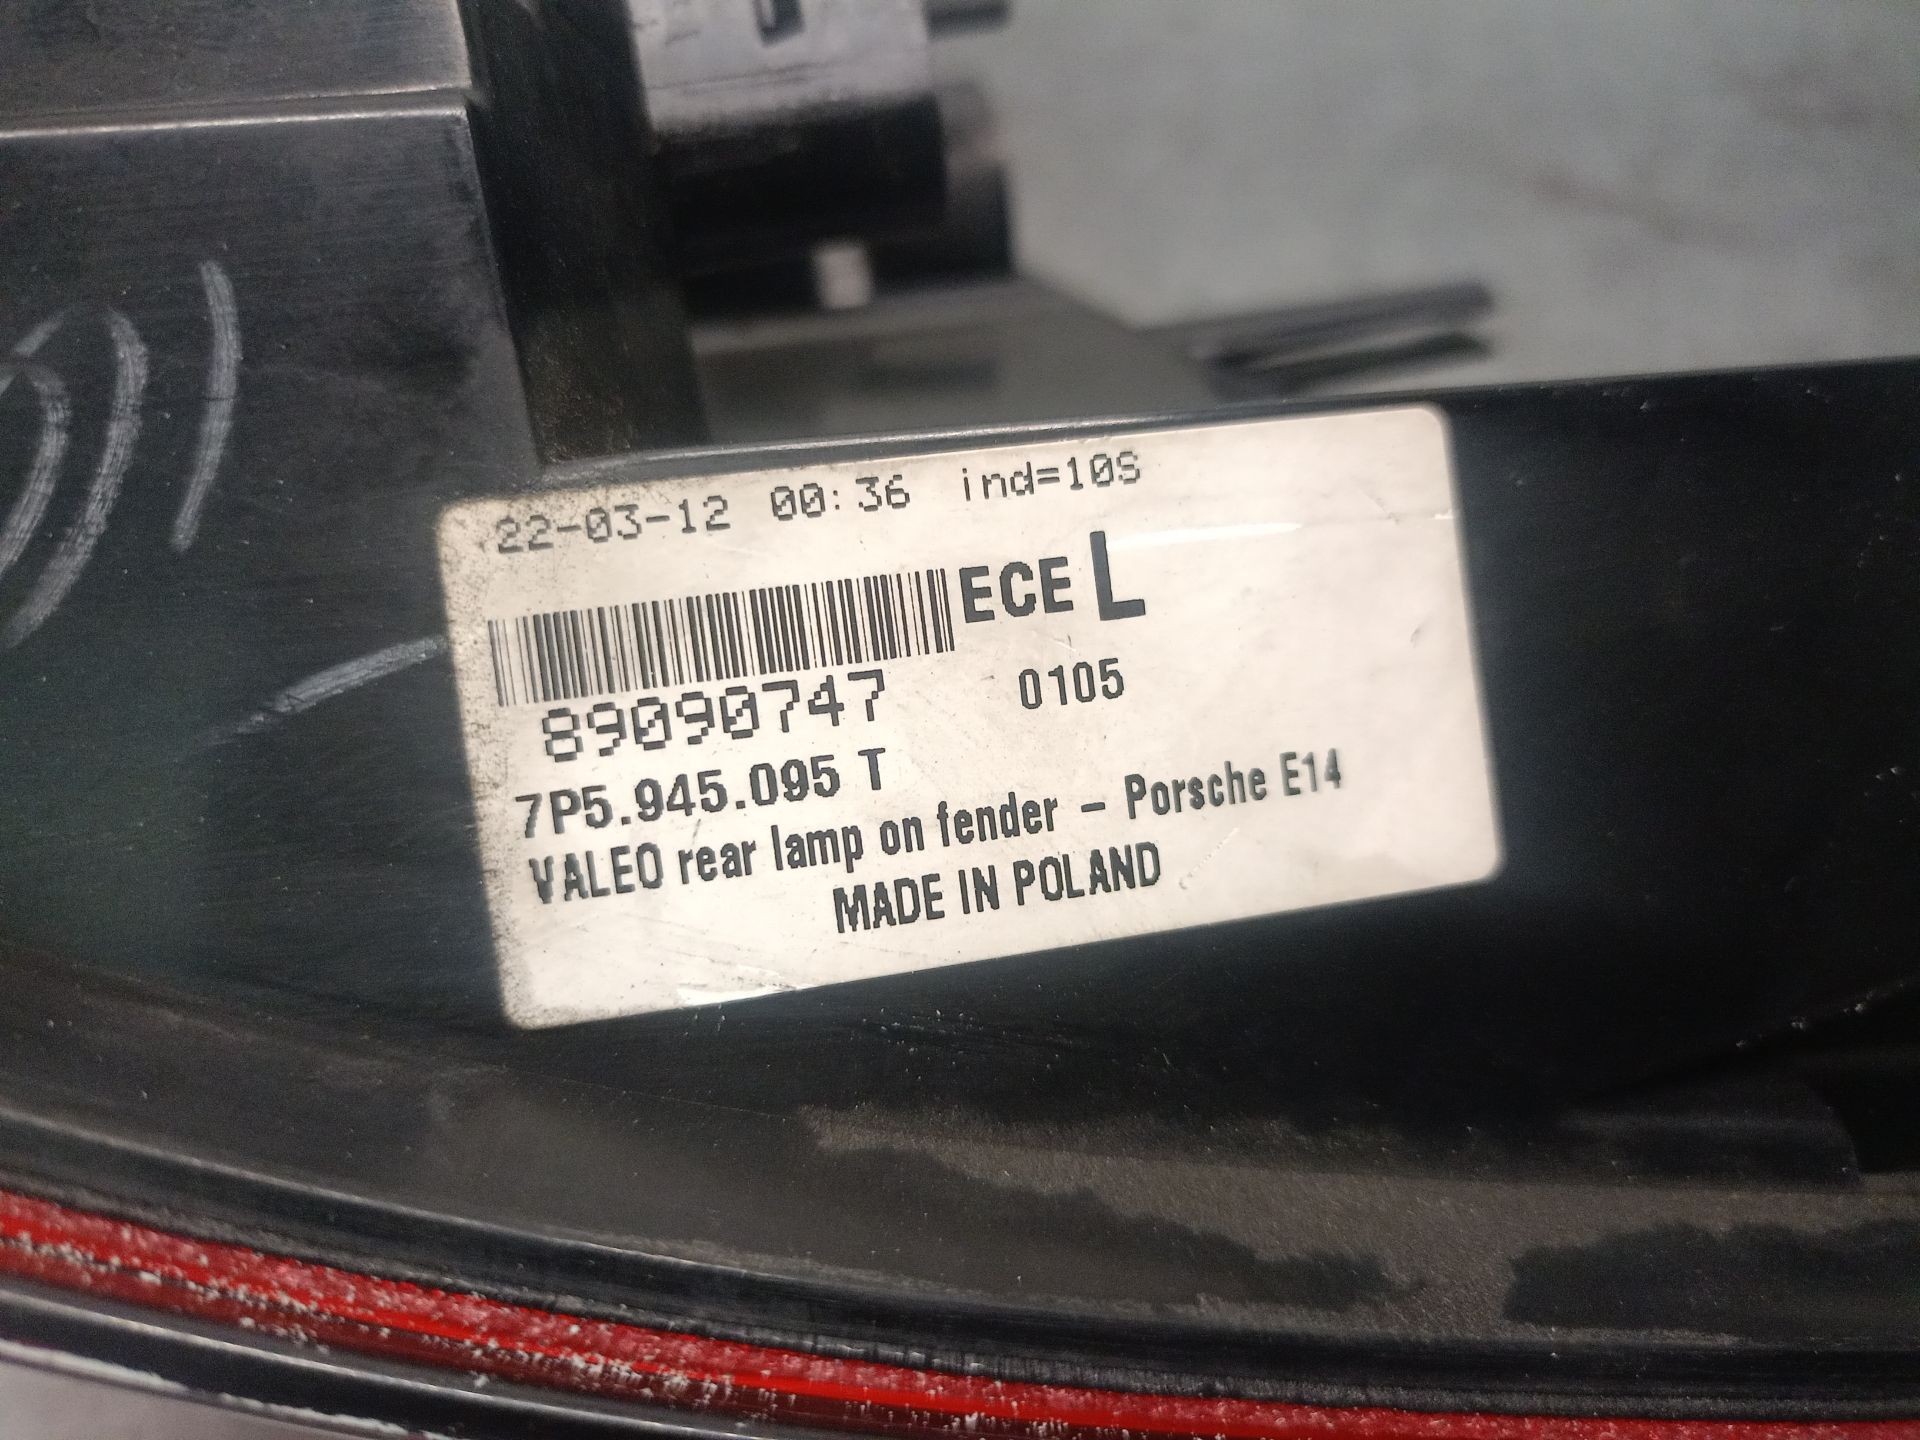 22-03-12 00:36 ind=10S
ECE L
89090747 0105
7P5.945.095 T
VALEO rear lamp on fender - Porsche E14
MADE IN POLAND